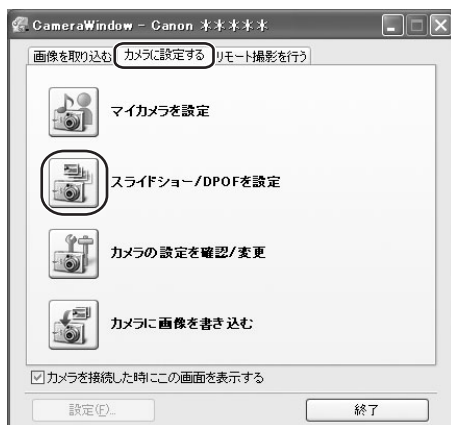 CameraWindow - Canon *****
画像を取り込む カメラに設定する リモート撮影を行う
マイカメラを設定
スライドショー/DPOFを設定
カメラの設定を確認/変更
カメラに画像を書き込む
カメラを接続した時にこの画面を表示する
設定(F)... 終了